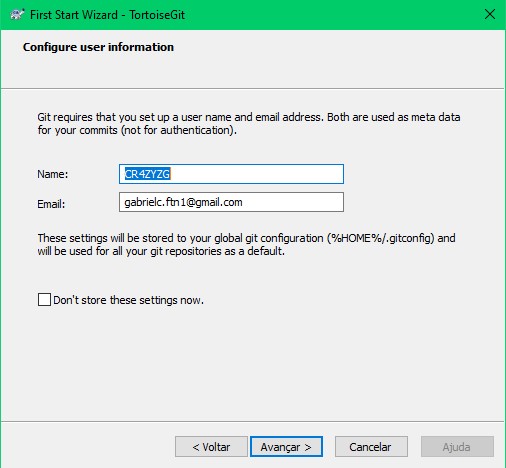 First Start Wizard - TortoiseGit
Configure user information
Git requires that you set up a user name and email address. Both are used as meta data
for your commits (not for authentication).
Name:
CR4ZYZG
Email:
gabrielc.ftn1@gmail.com
These settings will be stored to your global git configuration (%HOME%/.gitconfig) and
will be used for all your git repositories as a default.
Don't store these settings now.
< Voltar
Avançar >
Cancelar
Ajuda